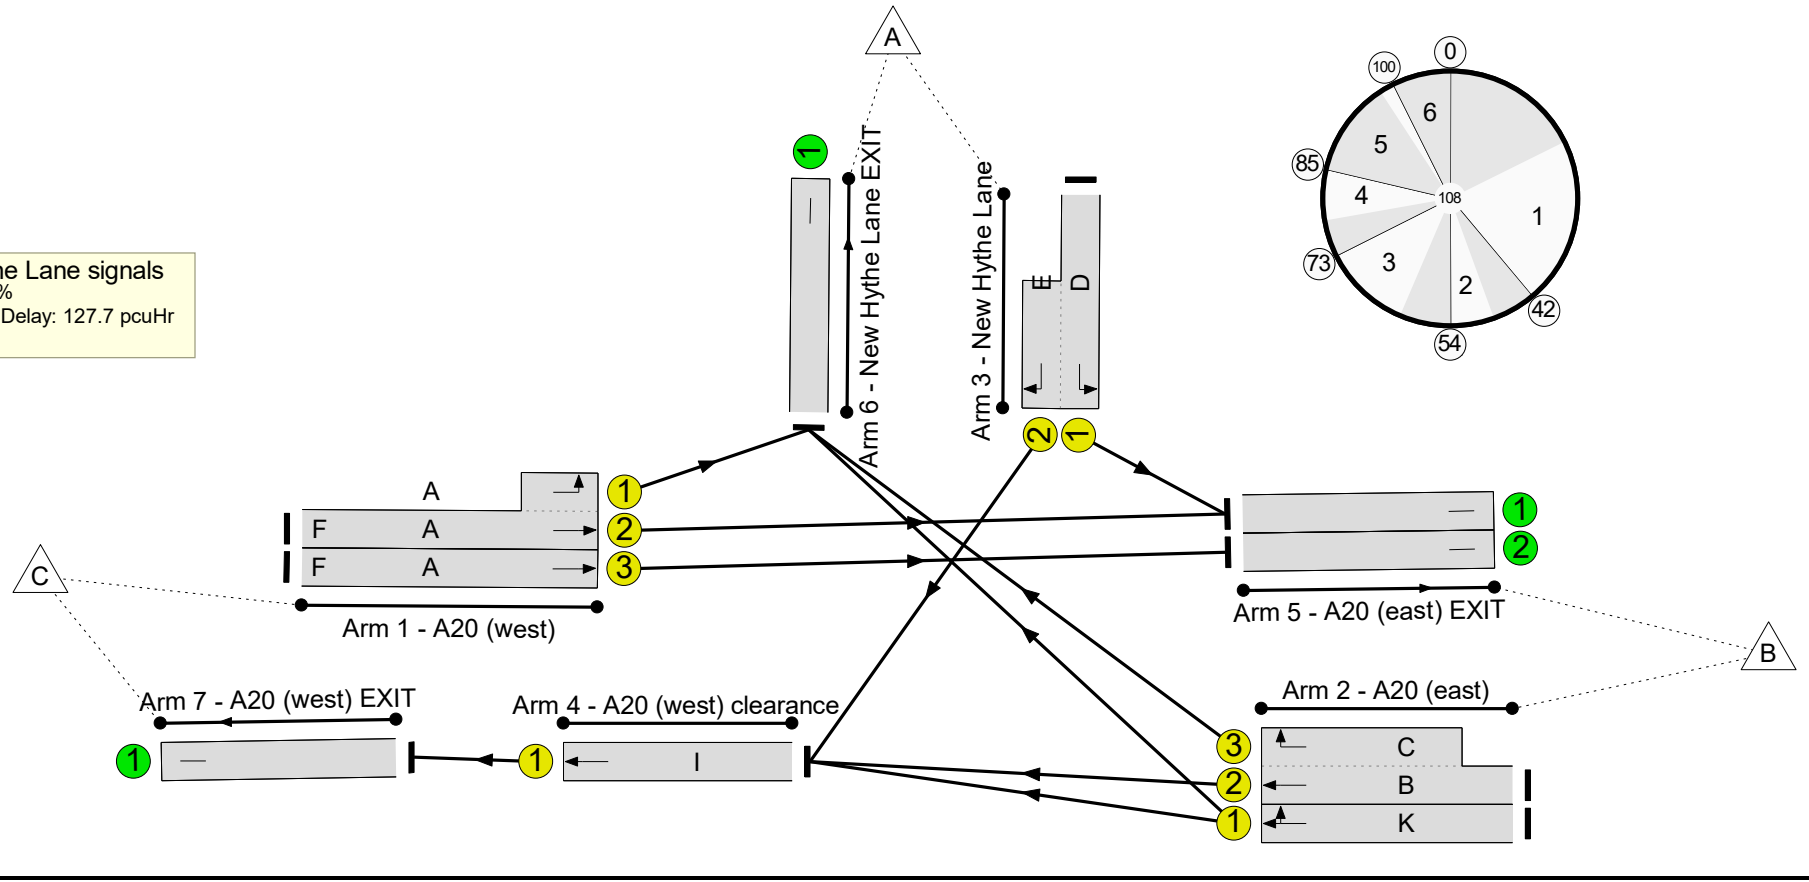 A
0
100
6
5
85
4
108
1
3
2
73
42
54
1
Arm 6 - New Hythe Lane EXIT
Arm 3 - New Hythe Lane
E
D
2
1
ne Lane signals
%
Delay: 127.7 pcuHr
A
1
F
A
2
F
A
3
C
Arm 1 - A20 (west)
1
2
Arm 5 - A20 (east) EXIT
B
Arm 7 - A20 (west) EXIT
Arm 4 - A20 (west) clearance
Arm 2 - A20 (east)
1
1
I
3
C
2
B
1
K